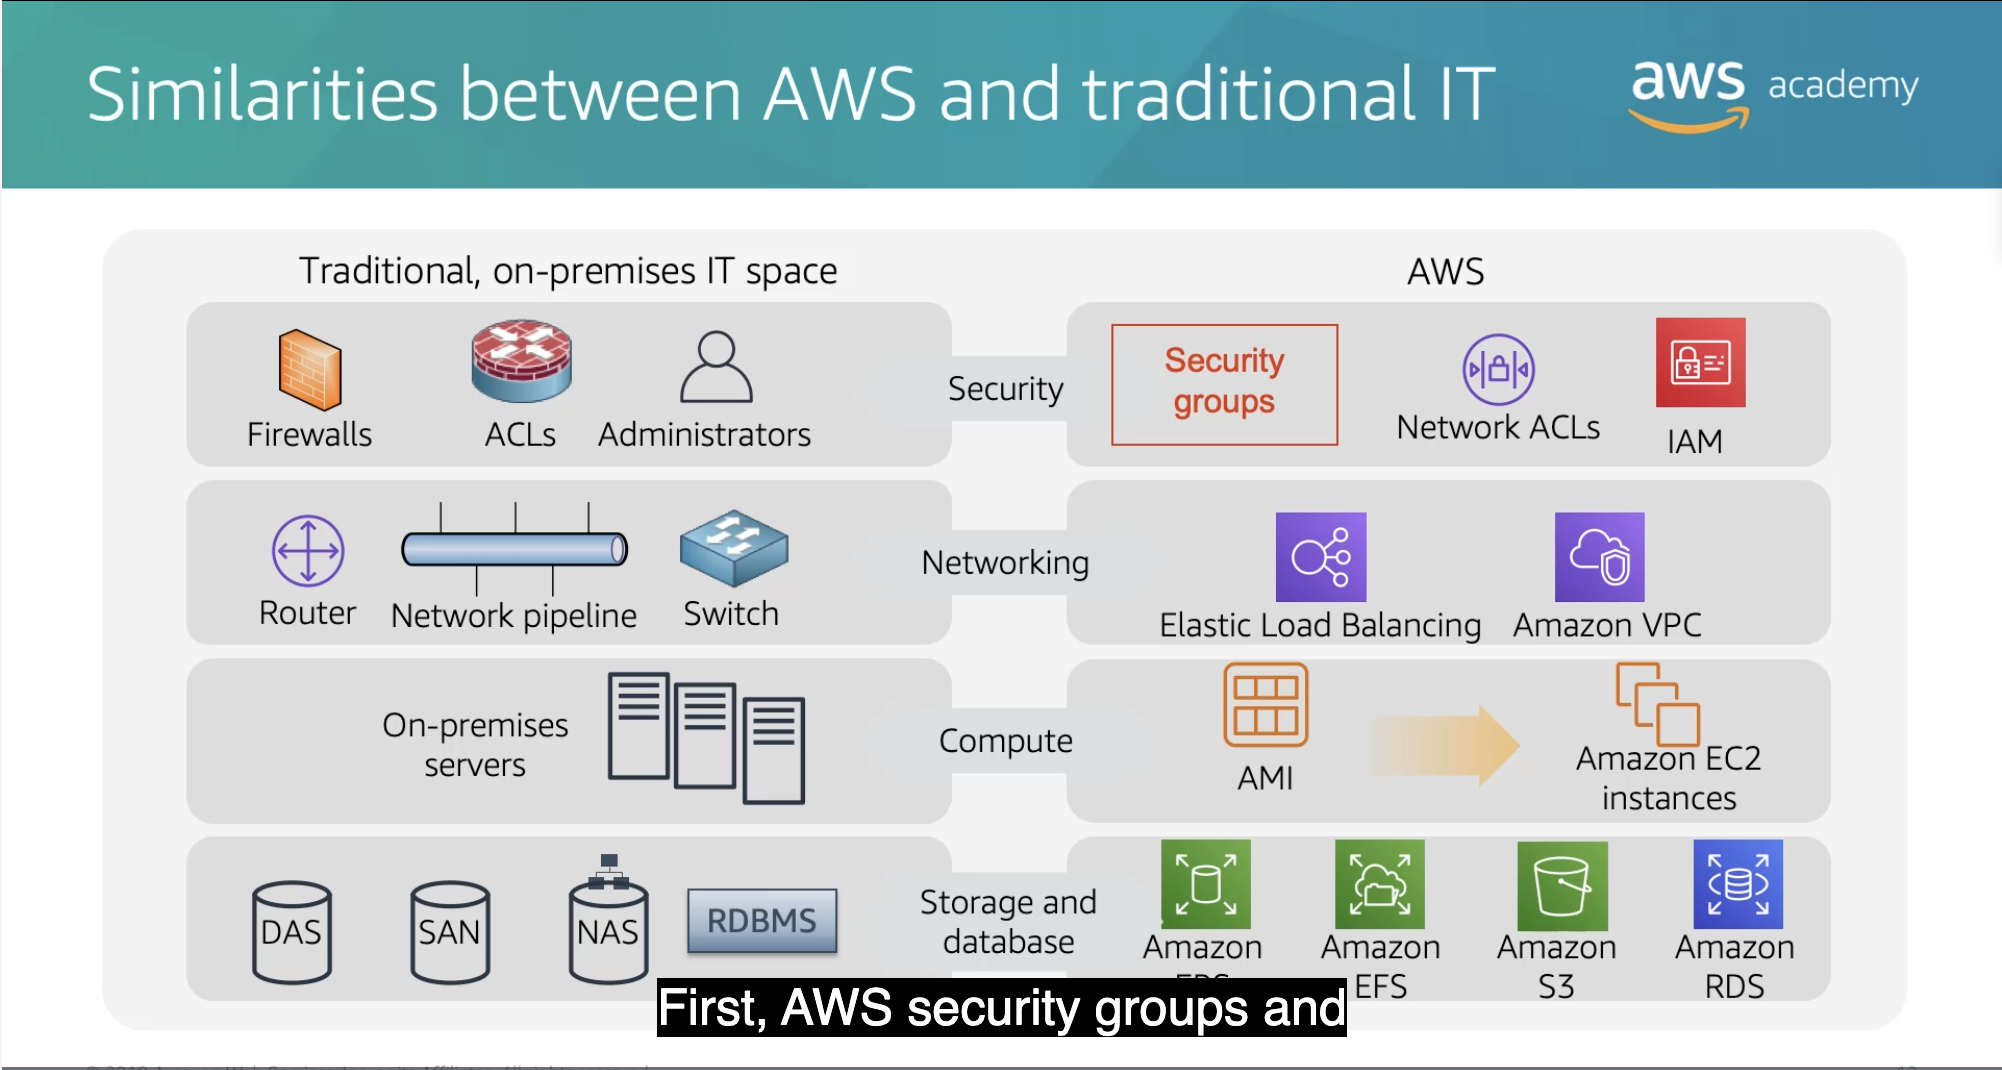 Similarities between AWS and traditional IT
aws academy
Traditional, on-premises IT space
AWS
Firewalls
ACLs
Administrators
Security
Security
groups
Network ACLs
IAM
Router
Network pipeline
Switch
Networking
Elastic Load Balancing
Amazon VPC
On-premises
servers
Compute
AMI
Amazon EC2
instances
DAS
SAN
NAS
RDBMS
Storage and
database
Amazon
Amazon
EFS
Amazon
S3
Amazon
RDS
First, AWS security groups and